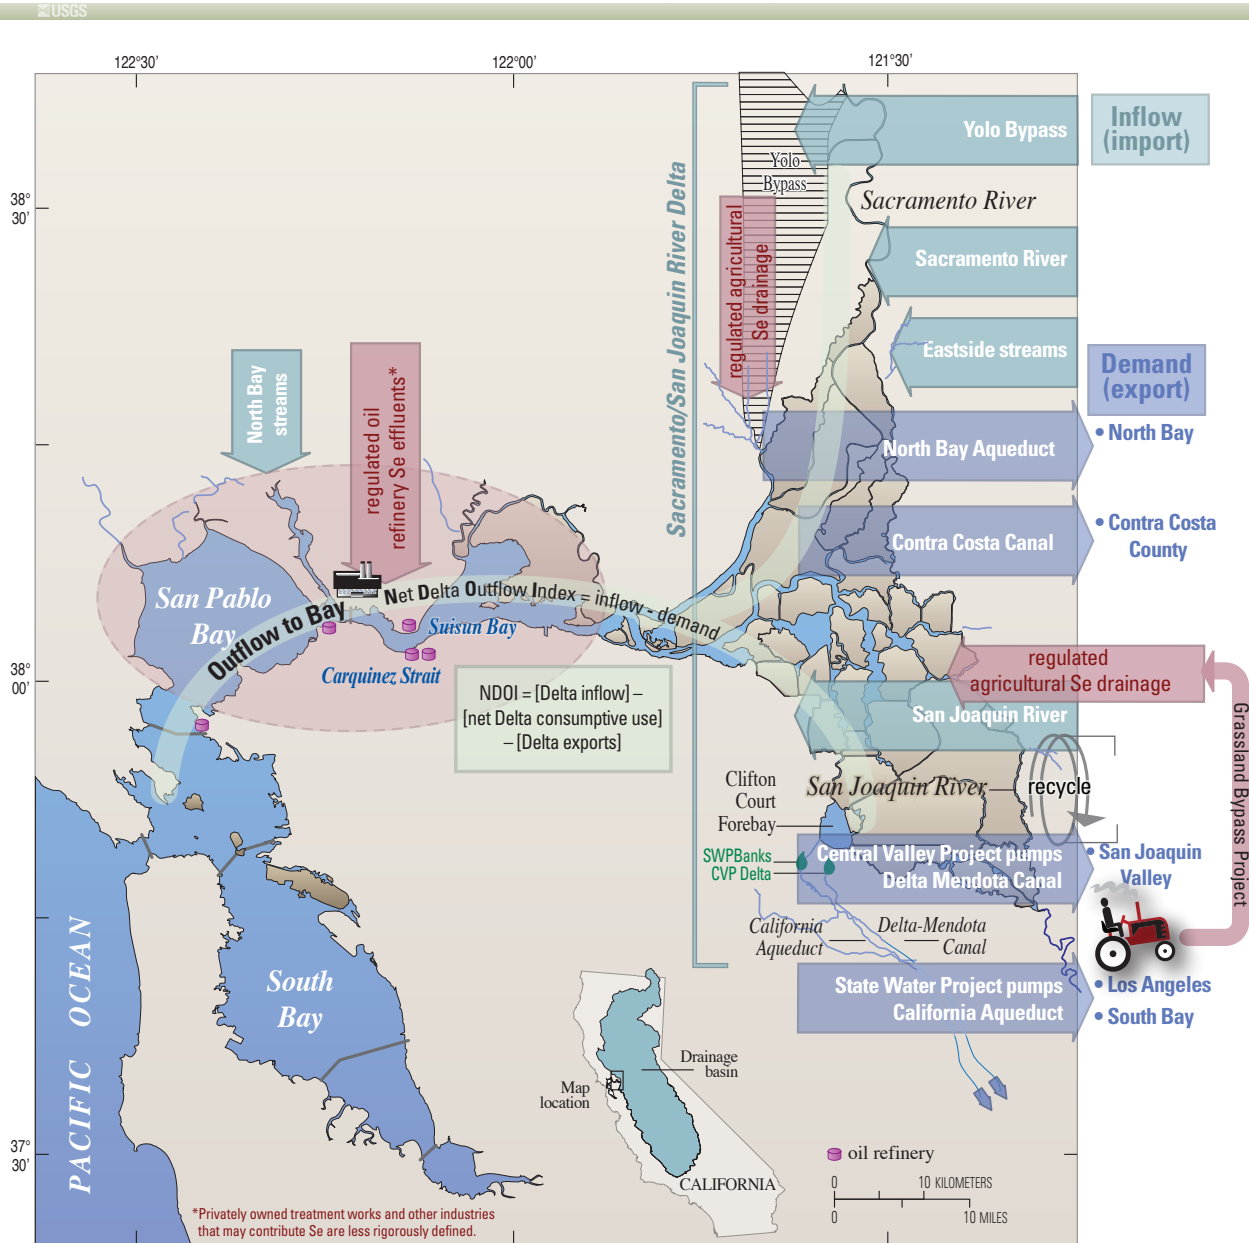 USGS
122°30'
122°00'
121°30'
38°
30'
38°
00'
37°
30'
Yolo Bypass
Inflow
(import)
Yolo
Bypass
Sacramento River
Sacramento/San Joaquin River Delta
regulated agricultural
Se drainage
Sacramento River
Eastside streams
Demand
(export)
North Bay
streams
regulated oil
refinery Se effluents*
North Bay Aqueduct
• North Bay
Contra Costa Canal
• Contra Costa
County
San Pablo
Bay
Outflow to Bay
Net Delta Outflow Index = inflow - demand
Suisun Bay
Carquinez Strait
NDOI = [Delta inflow] –
[net Delta consumptive use]
– [Delta exports]
regulated
agricultural Se drainage
San Joaquin River
Grassland Bypass Project
Clifton
Court
Forebay
San Joaquin River
recycle
SWPBanks
CVP Delta
Central Valley Project pumps
Delta Mendota Canal
• San Joaquin
Valley
California
Aqueduct
Delta-Mendota
Canal
State Water Project pumps
California Aqueduct
• Los Angeles
• South Bay
PACIFIC OCEAN
South
Bay
Drainage
basin
Map
location
CALIFORNIA
oil refinery
0 10 KILOMETERS
0 10 MILES
*Privately owned treatment works and other industries
that may contribute Se are less rigorously defined.